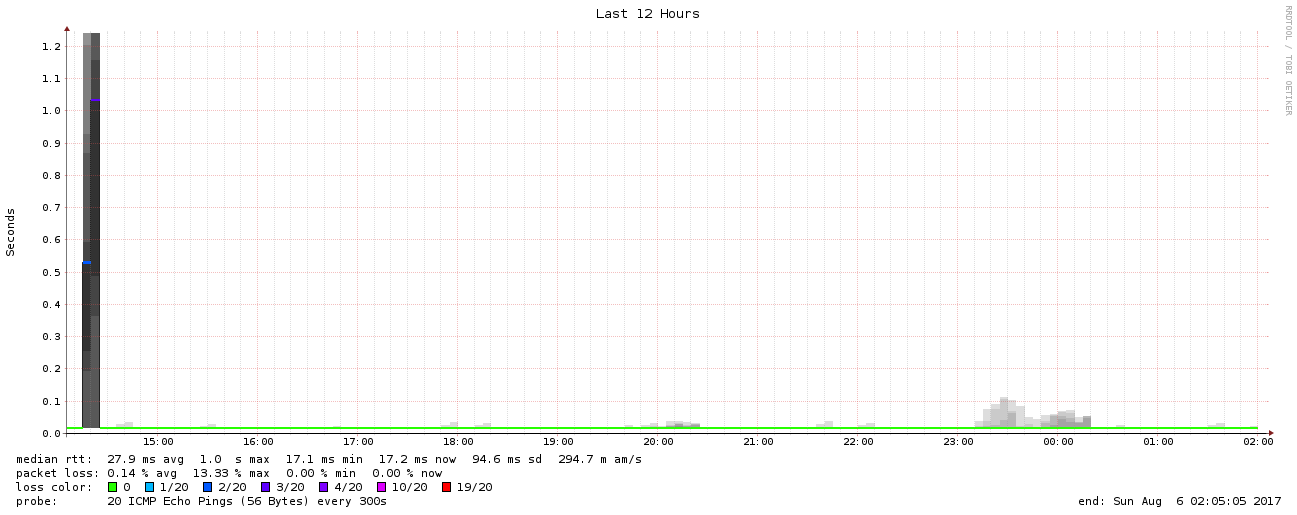 Last 12 Hours
RRDTOOL / TOBI OETIKER
Seconds
1.2
1.1
1.0
0.9
0.8
0.7
0.6
0.5
0.4
0.3
0.2
0.1
0.0
15:00 16:00 17:00 18:00 19:00 20:00 21:00 22:00 23:00 00:00 01:00 02:00
median rtt: 27.9 ms avg 1.0 s max 17.1 ms min 17.2 ms now 94.6 ms sd 294.7 m am/s
packet loss: 0.14 % avg 13.33 % max 0.00 % min 0.00 % now
loss color: 0 1/20 2/20 3/20 4/20 10/20 19/20
probe: 20 ICMP Echo Pings (56 Bytes) every 300s end: Sun Aug 6 02:05:05 2017